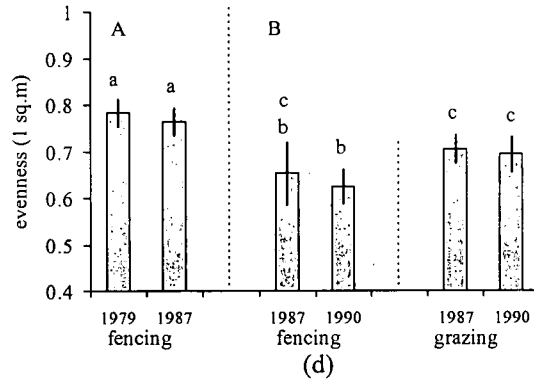 1
A
B
0.9
evenness (1 sq.m)
0.8
a
a
c
b
b
c
c
0.7
0.6
0.5
0.4
1979 1987 1987 1990 1987 1990
fencing fencing grazing
(d)